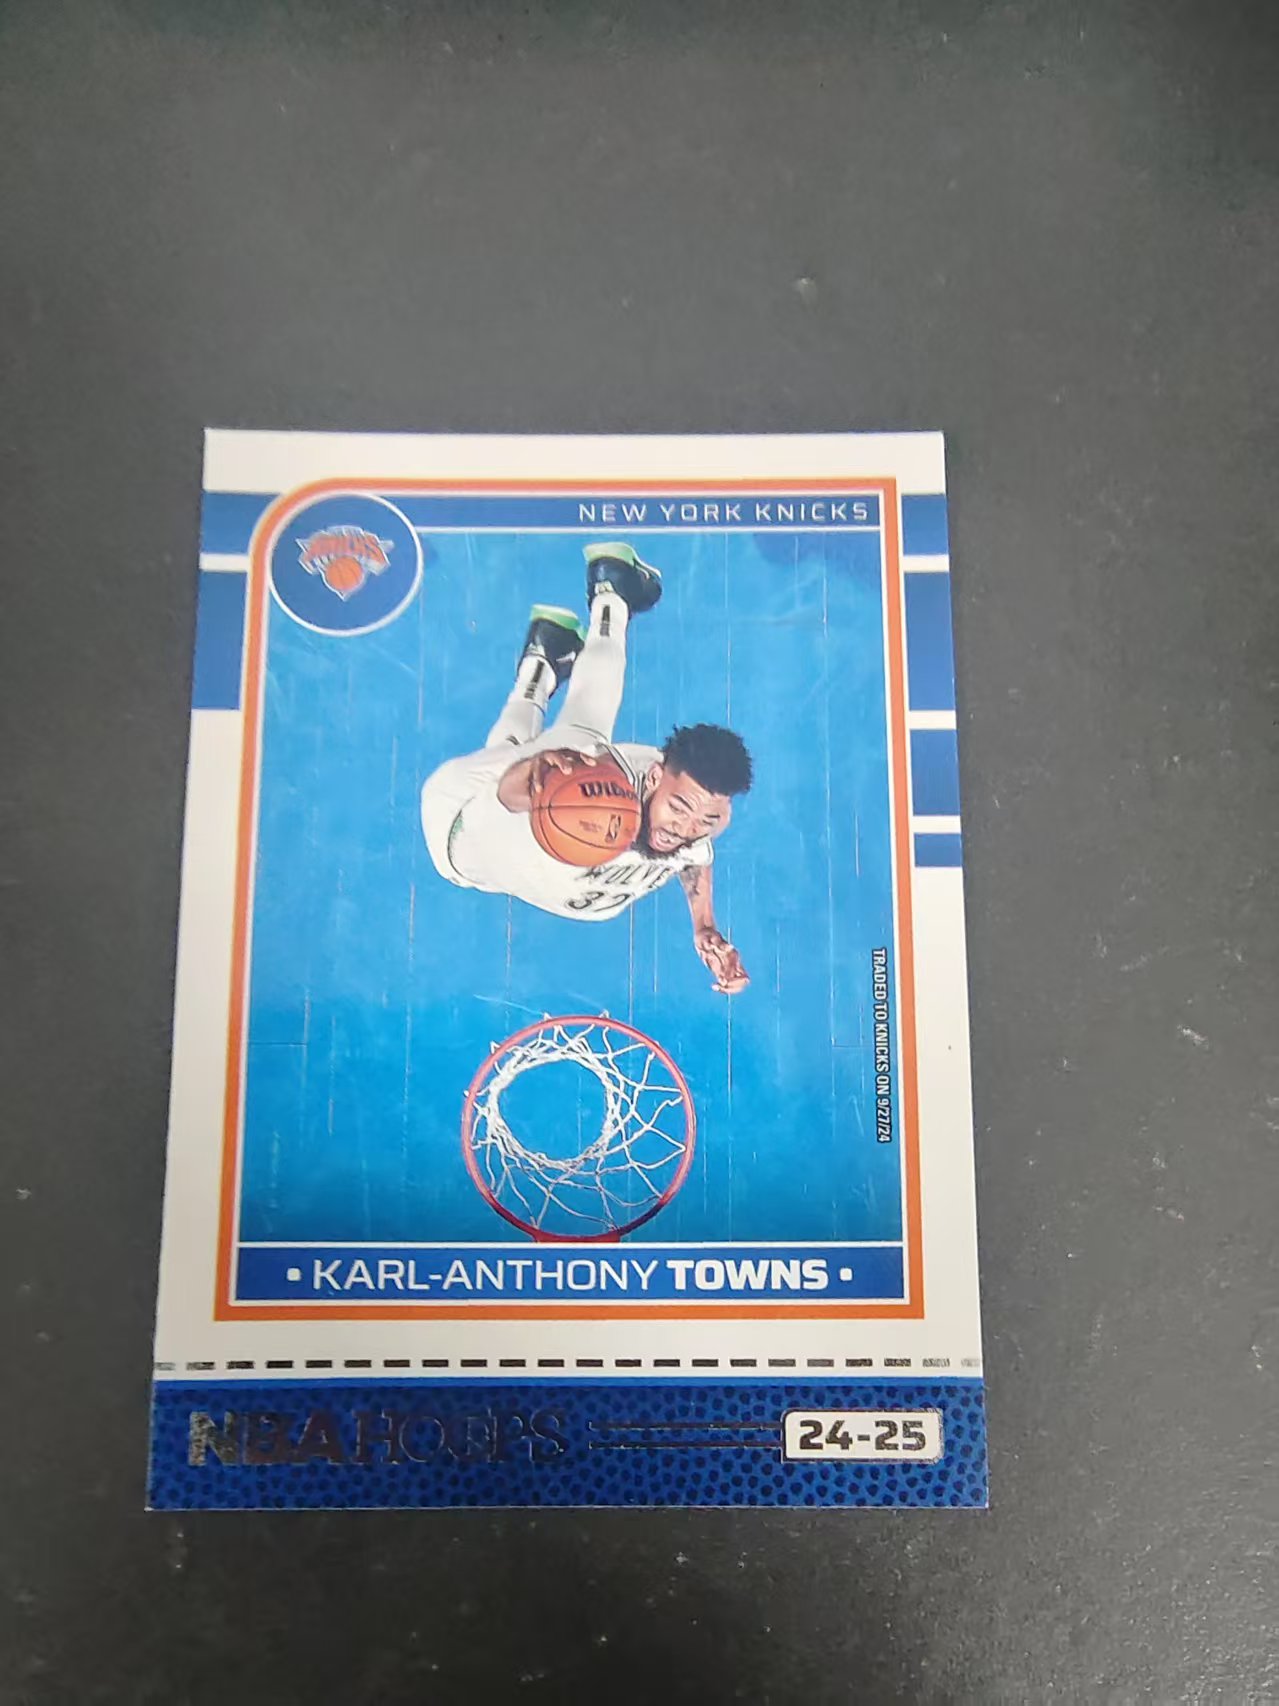 NEW YORK KNICKS
KNICKS
WOLVE
32
TRADED TO KNICKS ON 9/27/24
• KARL-ANTHONY TOWNS •
NBA HOOPS
24-25